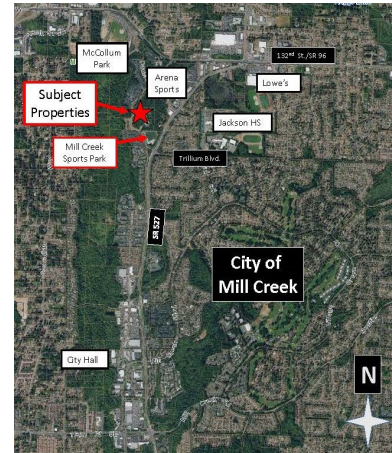 McCollum
Park
132nd St./SR 96
Arena
Sports
Lowe's
Subject
Properties
Jackson HS
Mill Creek
Sports Park
Trillium Blvd.
SR 527
City of
Mill Creek
City Hall
N